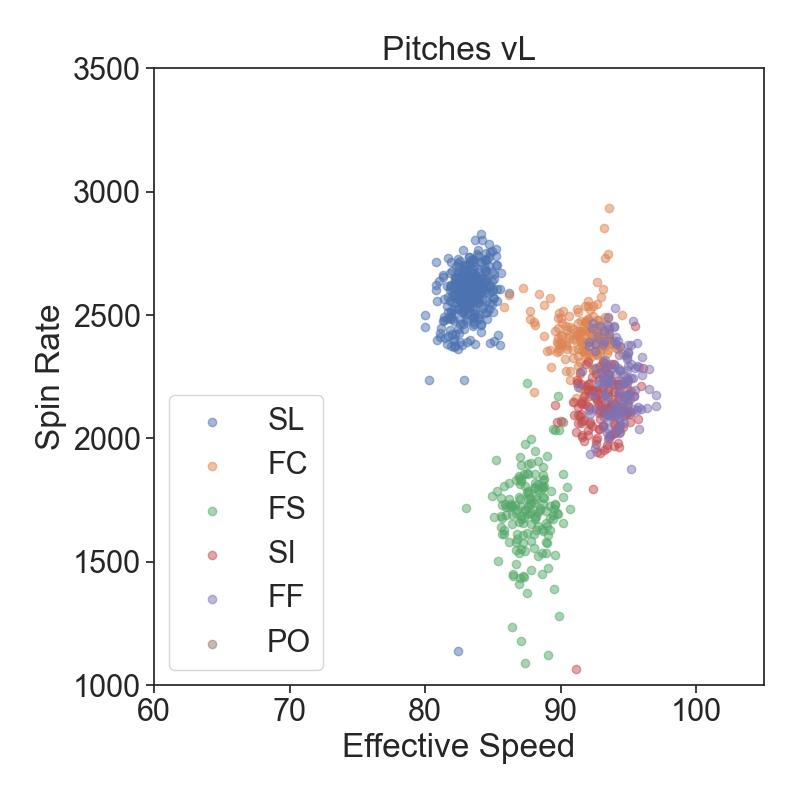 Pitches vL
3500
3000
2500
2000
1500
1000
Spin Rate
SL
FC
FS
SI
FF
PO
60 70 80 90 100
Effective Speed